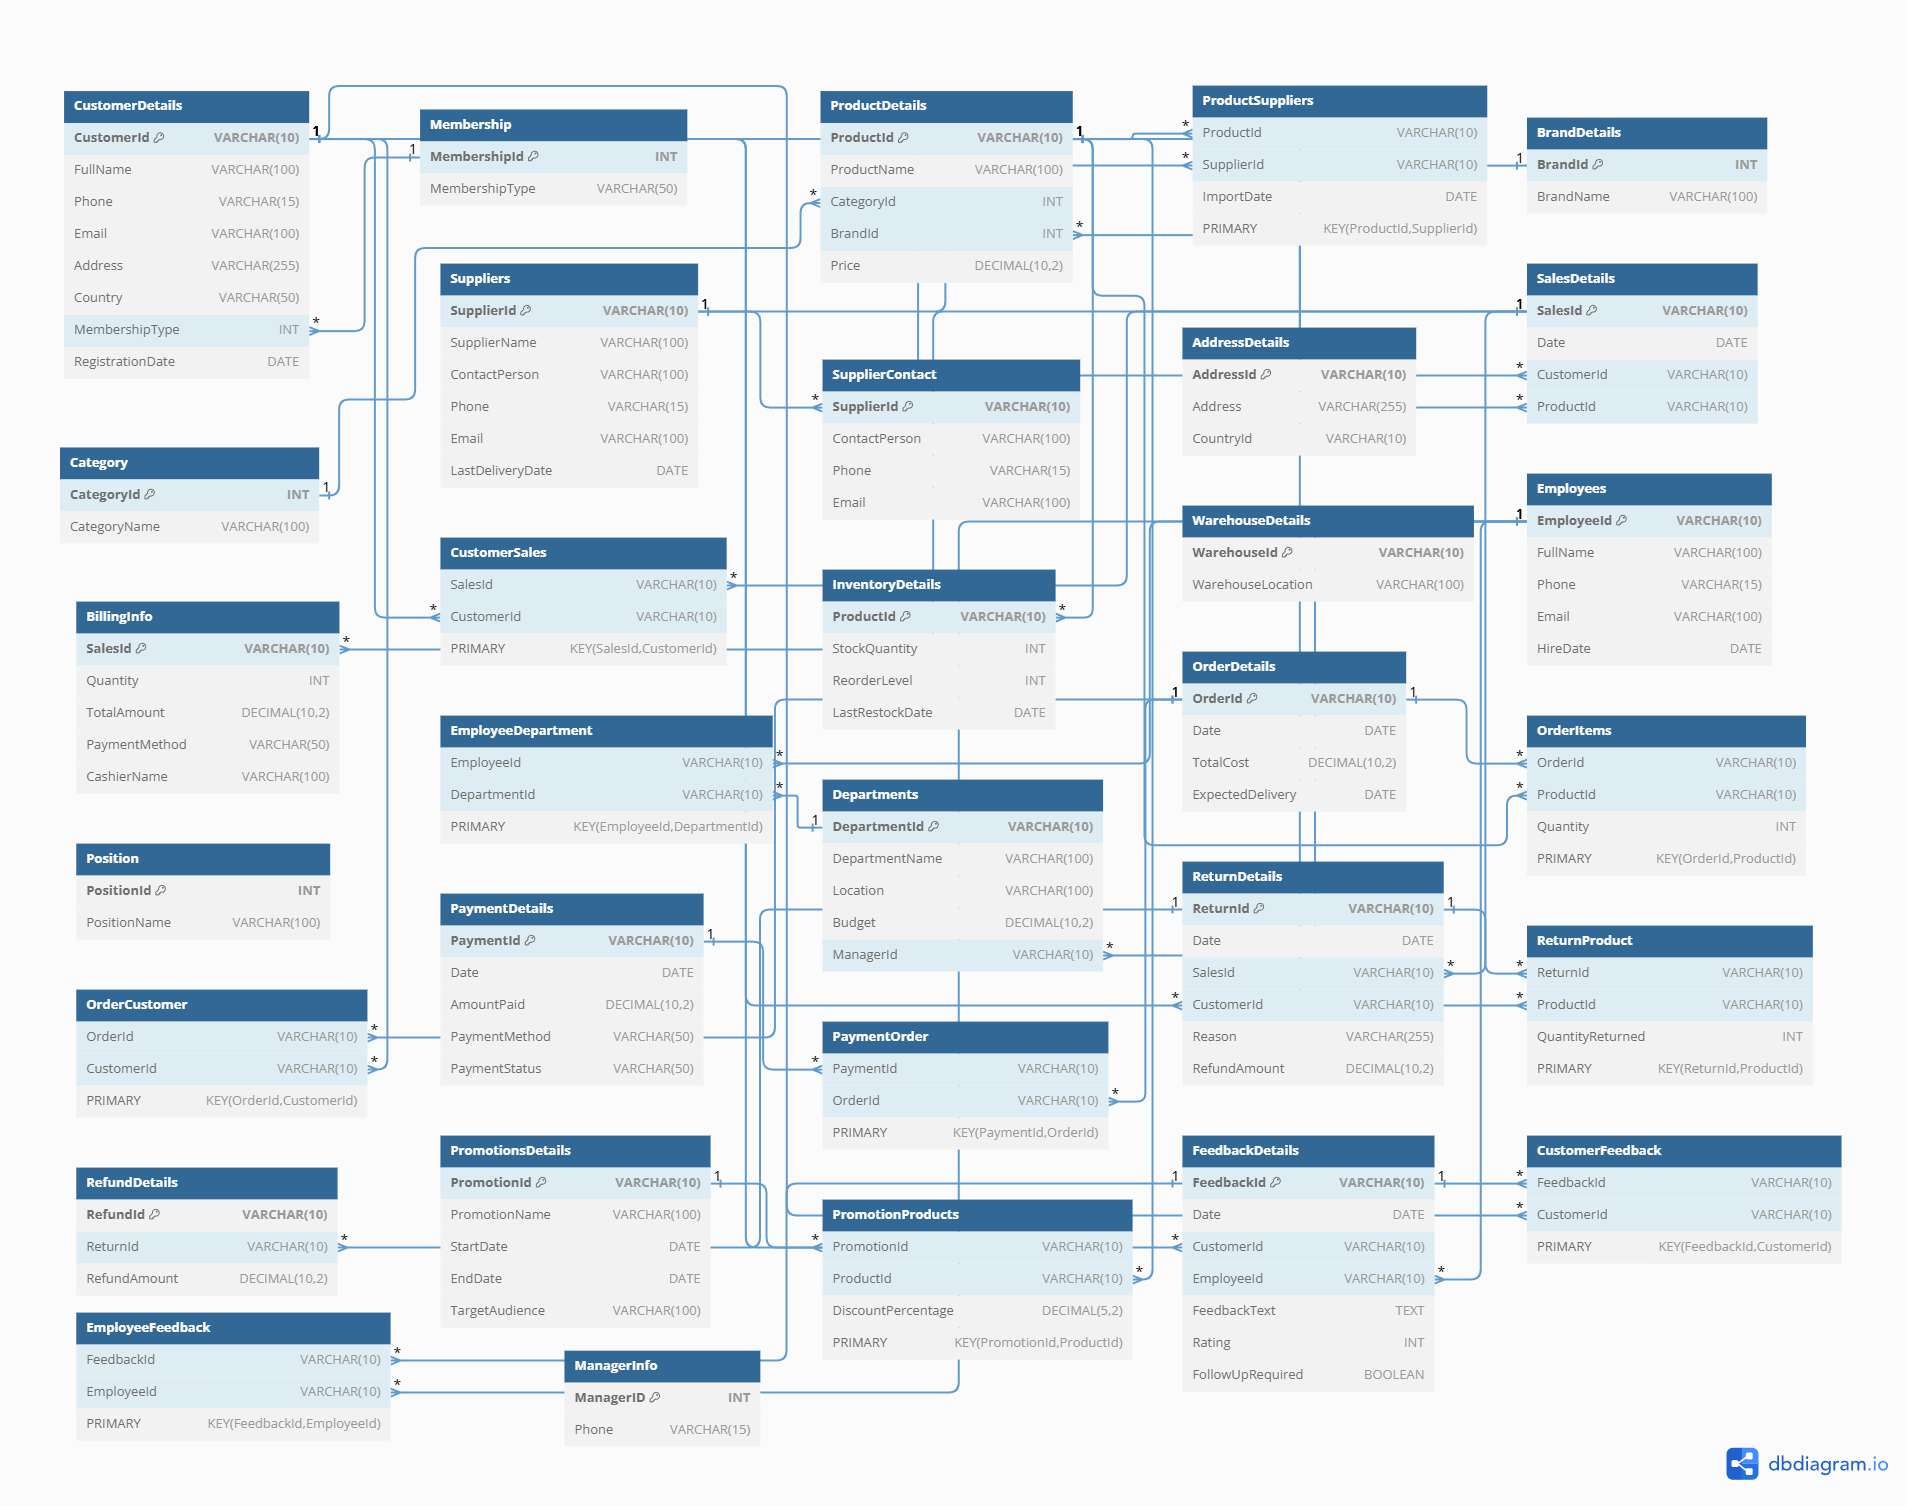 CustomerDetails
CustomerId VARCHAR(10)
FullName VARCHAR(100)
Phone VARCHAR(15)
Email VARCHAR(100)
Address VARCHAR(255)
Country VARCHAR(50)
MembershipType INT
RegistrationDate DATE
Membership
MembershipId INT
MembershipType VARCHAR(50)
ProductDetails
ProductId VARCHAR(10)
ProductName VARCHAR(100)
CategoryId INT
BrandId INT
Price DECIMAL(10,2)
ProductSuppliers
ProductId VARCHAR(10)
SupplierId VARCHAR(10)
ImportDate DATE
PRIMARY KEY(ProductId,SupplierId)
BrandDetails
BrandId INT
BrandName VARCHAR(100)
Suppliers
SupplierId VARCHAR(10)
SupplierName VARCHAR(100)
ContactPerson VARCHAR(100)
Phone VARCHAR(15)
Email VARCHAR(100)
LastDeliveryDate DATE
SalesDetails
SalesId VARCHAR(10)
Date DATE
CustomerId VARCHAR(10)
ProductId VARCHAR(10)
AddressDetails
AddressId VARCHAR(10)
Address VARCHAR(255)
CountryId VARCHAR(10)
SupplierContact
SupplierId VARCHAR(10)
ContactPerson VARCHAR(100)
Phone VARCHAR(15)
Email VARCHAR(100)
Category
CategoryId INT
CategoryName VARCHAR(100)
Employees
EmployeeId VARCHAR(10)
FullName VARCHAR(100)
Phone VARCHAR(15)
Email VARCHAR(100)
HireDate DATE
WarehouseDetails
WarehouseId VARCHAR(10)
WarehouseLocation VARCHAR(100)
CustomerSales
SalesId VARCHAR(10)
CustomerId VARCHAR(10)
PRIMARY KEY(SalesId,CustomerId)
InventoryDetails
ProductId VARCHAR(10)
StockQuantity INT
ReorderLevel INT
LastRestockDate DATE
BillingInfo
SalesId VARCHAR(10)
Quantity INT
TotalAmount DECIMAL(10,2)
PaymentMethod VARCHAR(50)
CashierName VARCHAR(100)
OrderDetails
OrderId VARCHAR(10)
Date DATE
TotalCost DECIMAL(10,2)
ExpectedDelivery DATE
EmployeeDepartment
EmployeeId VARCHAR(10)
DepartmentId VARCHAR(10)
PRIMARY KEY(EmployeeId,DepartmentId)
OrderItems
OrderId VARCHAR(10)
ProductId VARCHAR(10)
Quantity INT
PRIMARY KEY(OrderId,ProductId)
Departments
DepartmentId VARCHAR(10)
DepartmentName VARCHAR(100)
Location VARCHAR(100)
Budget DECIMAL(10,2)
ManagerId VARCHAR(10)
Position
PositionId INT
PositionName VARCHAR(100)
ReturnDetails
ReturnId VARCHAR(10)
Date DATE
SalesId VARCHAR(10)
CustomerId VARCHAR(10)
Reason VARCHAR(255)
RefundAmount DECIMAL(10,2)
PaymentDetails
PaymentId VARCHAR(10)
Date DATE
AmountPaid DECIMAL(10,2)
PaymentMethod VARCHAR(50)
PaymentStatus VARCHAR(50)
ReturnProduct
ReturnId VARCHAR(10)
ProductId VARCHAR(10)
QuantityReturned INT
PRIMARY KEY(ReturnId,ProductId)
OrderCustomer
OrderId VARCHAR(10)
CustomerId VARCHAR(10)
PRIMARY KEY(OrderId,CustomerId)
PaymentOrder
PaymentId VARCHAR(10)
OrderId VARCHAR(10)
PRIMARY KEY(PaymentId,OrderId)
PromotionsDetails
PromotionId VARCHAR(10)
PromotionName VARCHAR(100)
StartDate DATE
EndDate DATE
TargetAudience VARCHAR(100)
FeedbackDetails
FeedbackId VARCHAR(10)
Date DATE
CustomerId VARCHAR(10)
EmployeeId VARCHAR(10)
FeedbackText TEXT
Rating INT
FollowUpRequired BOOLEAN
CustomerFeedback
FeedbackId VARCHAR(10)
CustomerId VARCHAR(10)
PRIMARY KEY(FeedbackId,CustomerId)
RefundDetails
RefundId VARCHAR(10)
ReturnId VARCHAR(10)
RefundAmount DECIMAL(10,2)
PromotionProducts
PromotionId VARCHAR(10)
ProductId VARCHAR(10)
DiscountPercentage DECIMAL(5,2)
PRIMARY KEY(PromotionId,ProductId)
EmployeeFeedback
FeedbackId VARCHAR(10)
EmployeeId VARCHAR(10)
PRIMARY KEY(FeedbackId,EmployeeId)
ManagerInfo
ManagerID INT
Phone VARCHAR(15)
dbdiagram.io